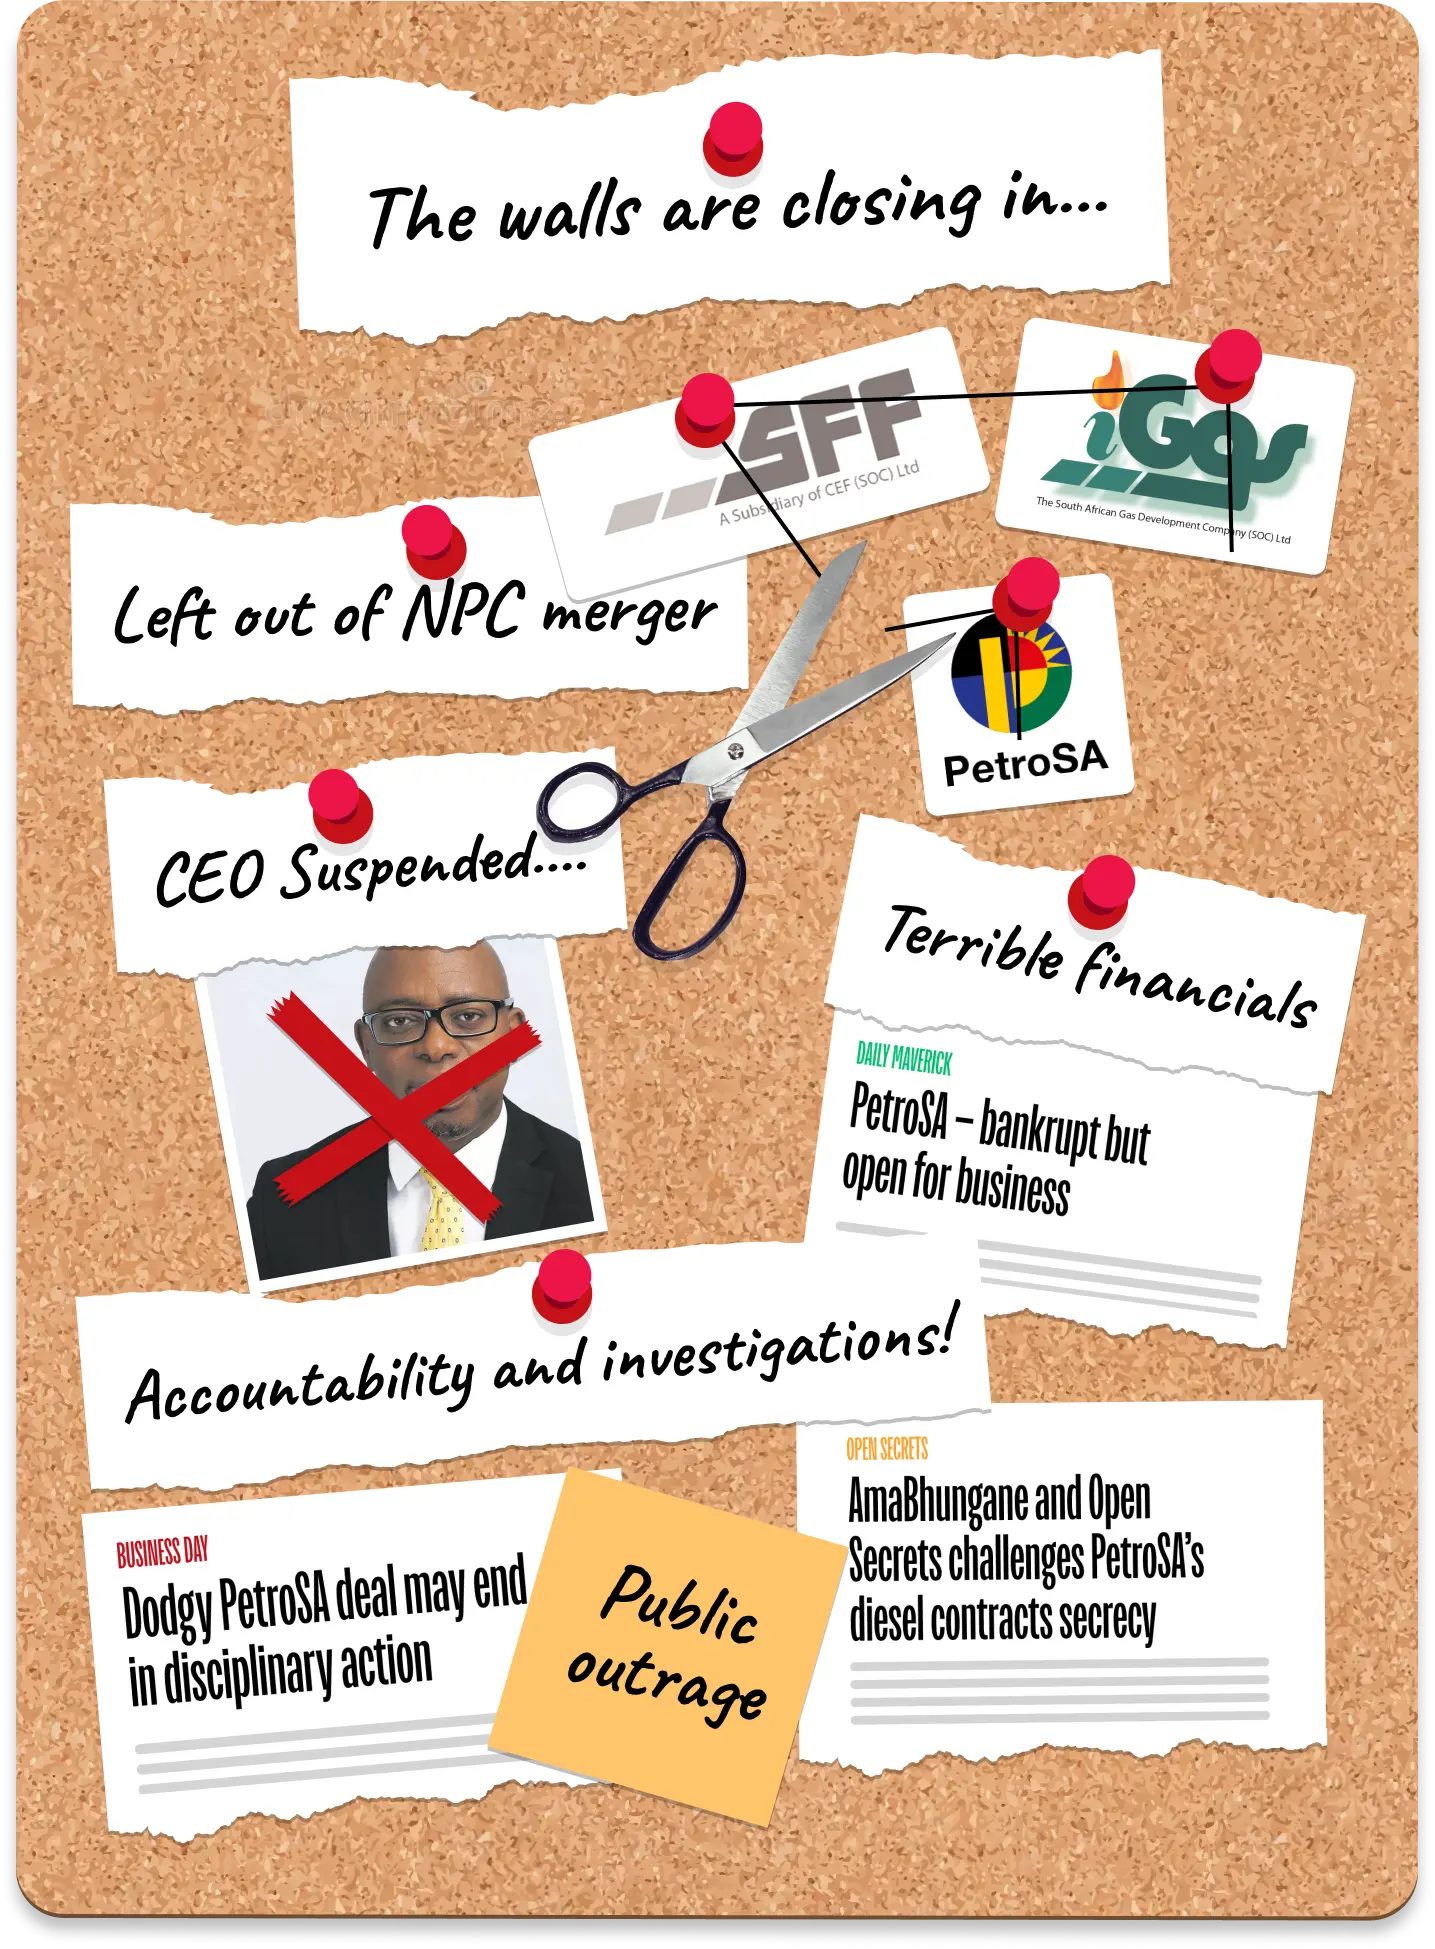 The walls are closing in...
SFF
A Subsidiary of CEF (SOC) Ltd
iGas
The South African Gas Development Company (SOC) Ltd
Left out of NPC merger
PetroSA
CEO Suspended....
Terrible financials
DAILY MAVERICK
PetroSA – bankrupt but
open for business
Accountability and investigations!
OPEN SECRETS
AmaBhungane and Open
Secrets challenges PetroSA’s
diesel contracts secrecy
BUSINESS DAY
Dodgy PetroSA deal may end
in disciplinary action
Public
outrage